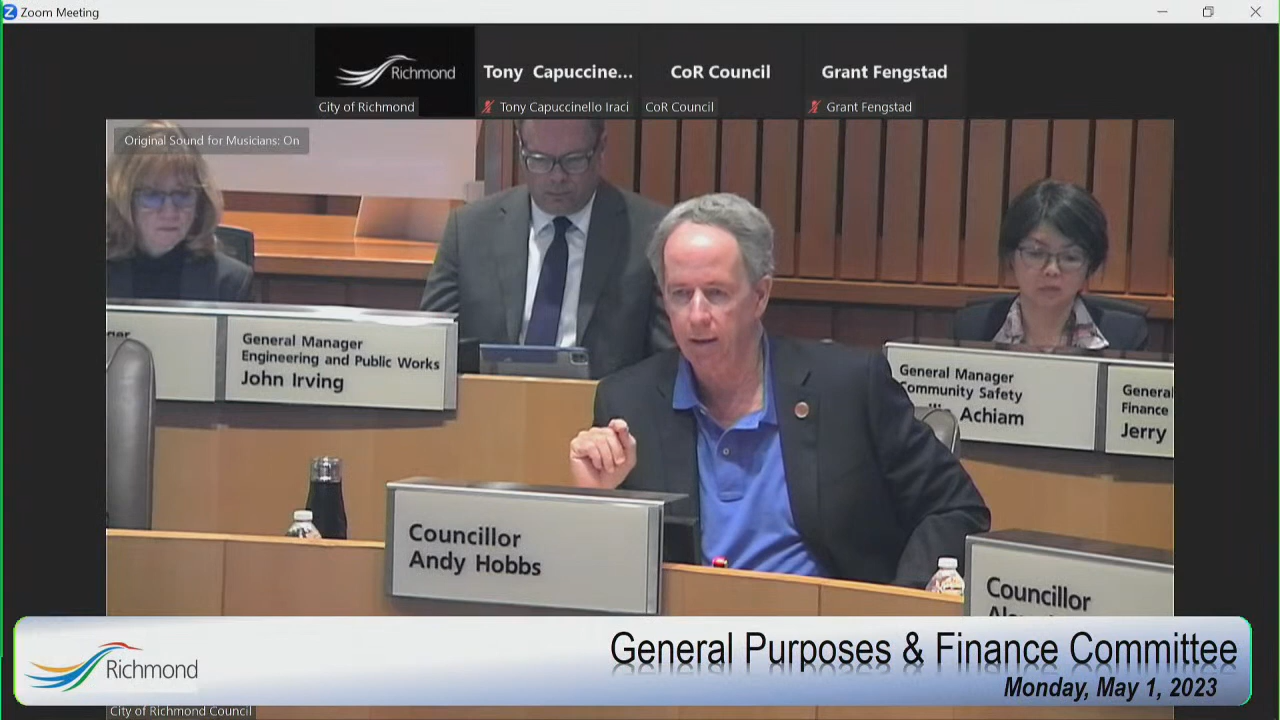 Zoom Meeting
Richmond
Tony Capuccine...
CoR Council
Grant Fengstad
City of Richmond
Tony Capuccinello Iraci
CoR Council
Grant Fengstad
Original Sound for Musicians: On
General Manager
Engineering and Public Works
John Irving
General Manager
Community Safety
Achiam
General
Finance
Jerry
Councillor
Andy Hobbs
Councillor
Richmond
General Purposes & Finance Committee
Monday, May 1, 2023
City of Richmond Council